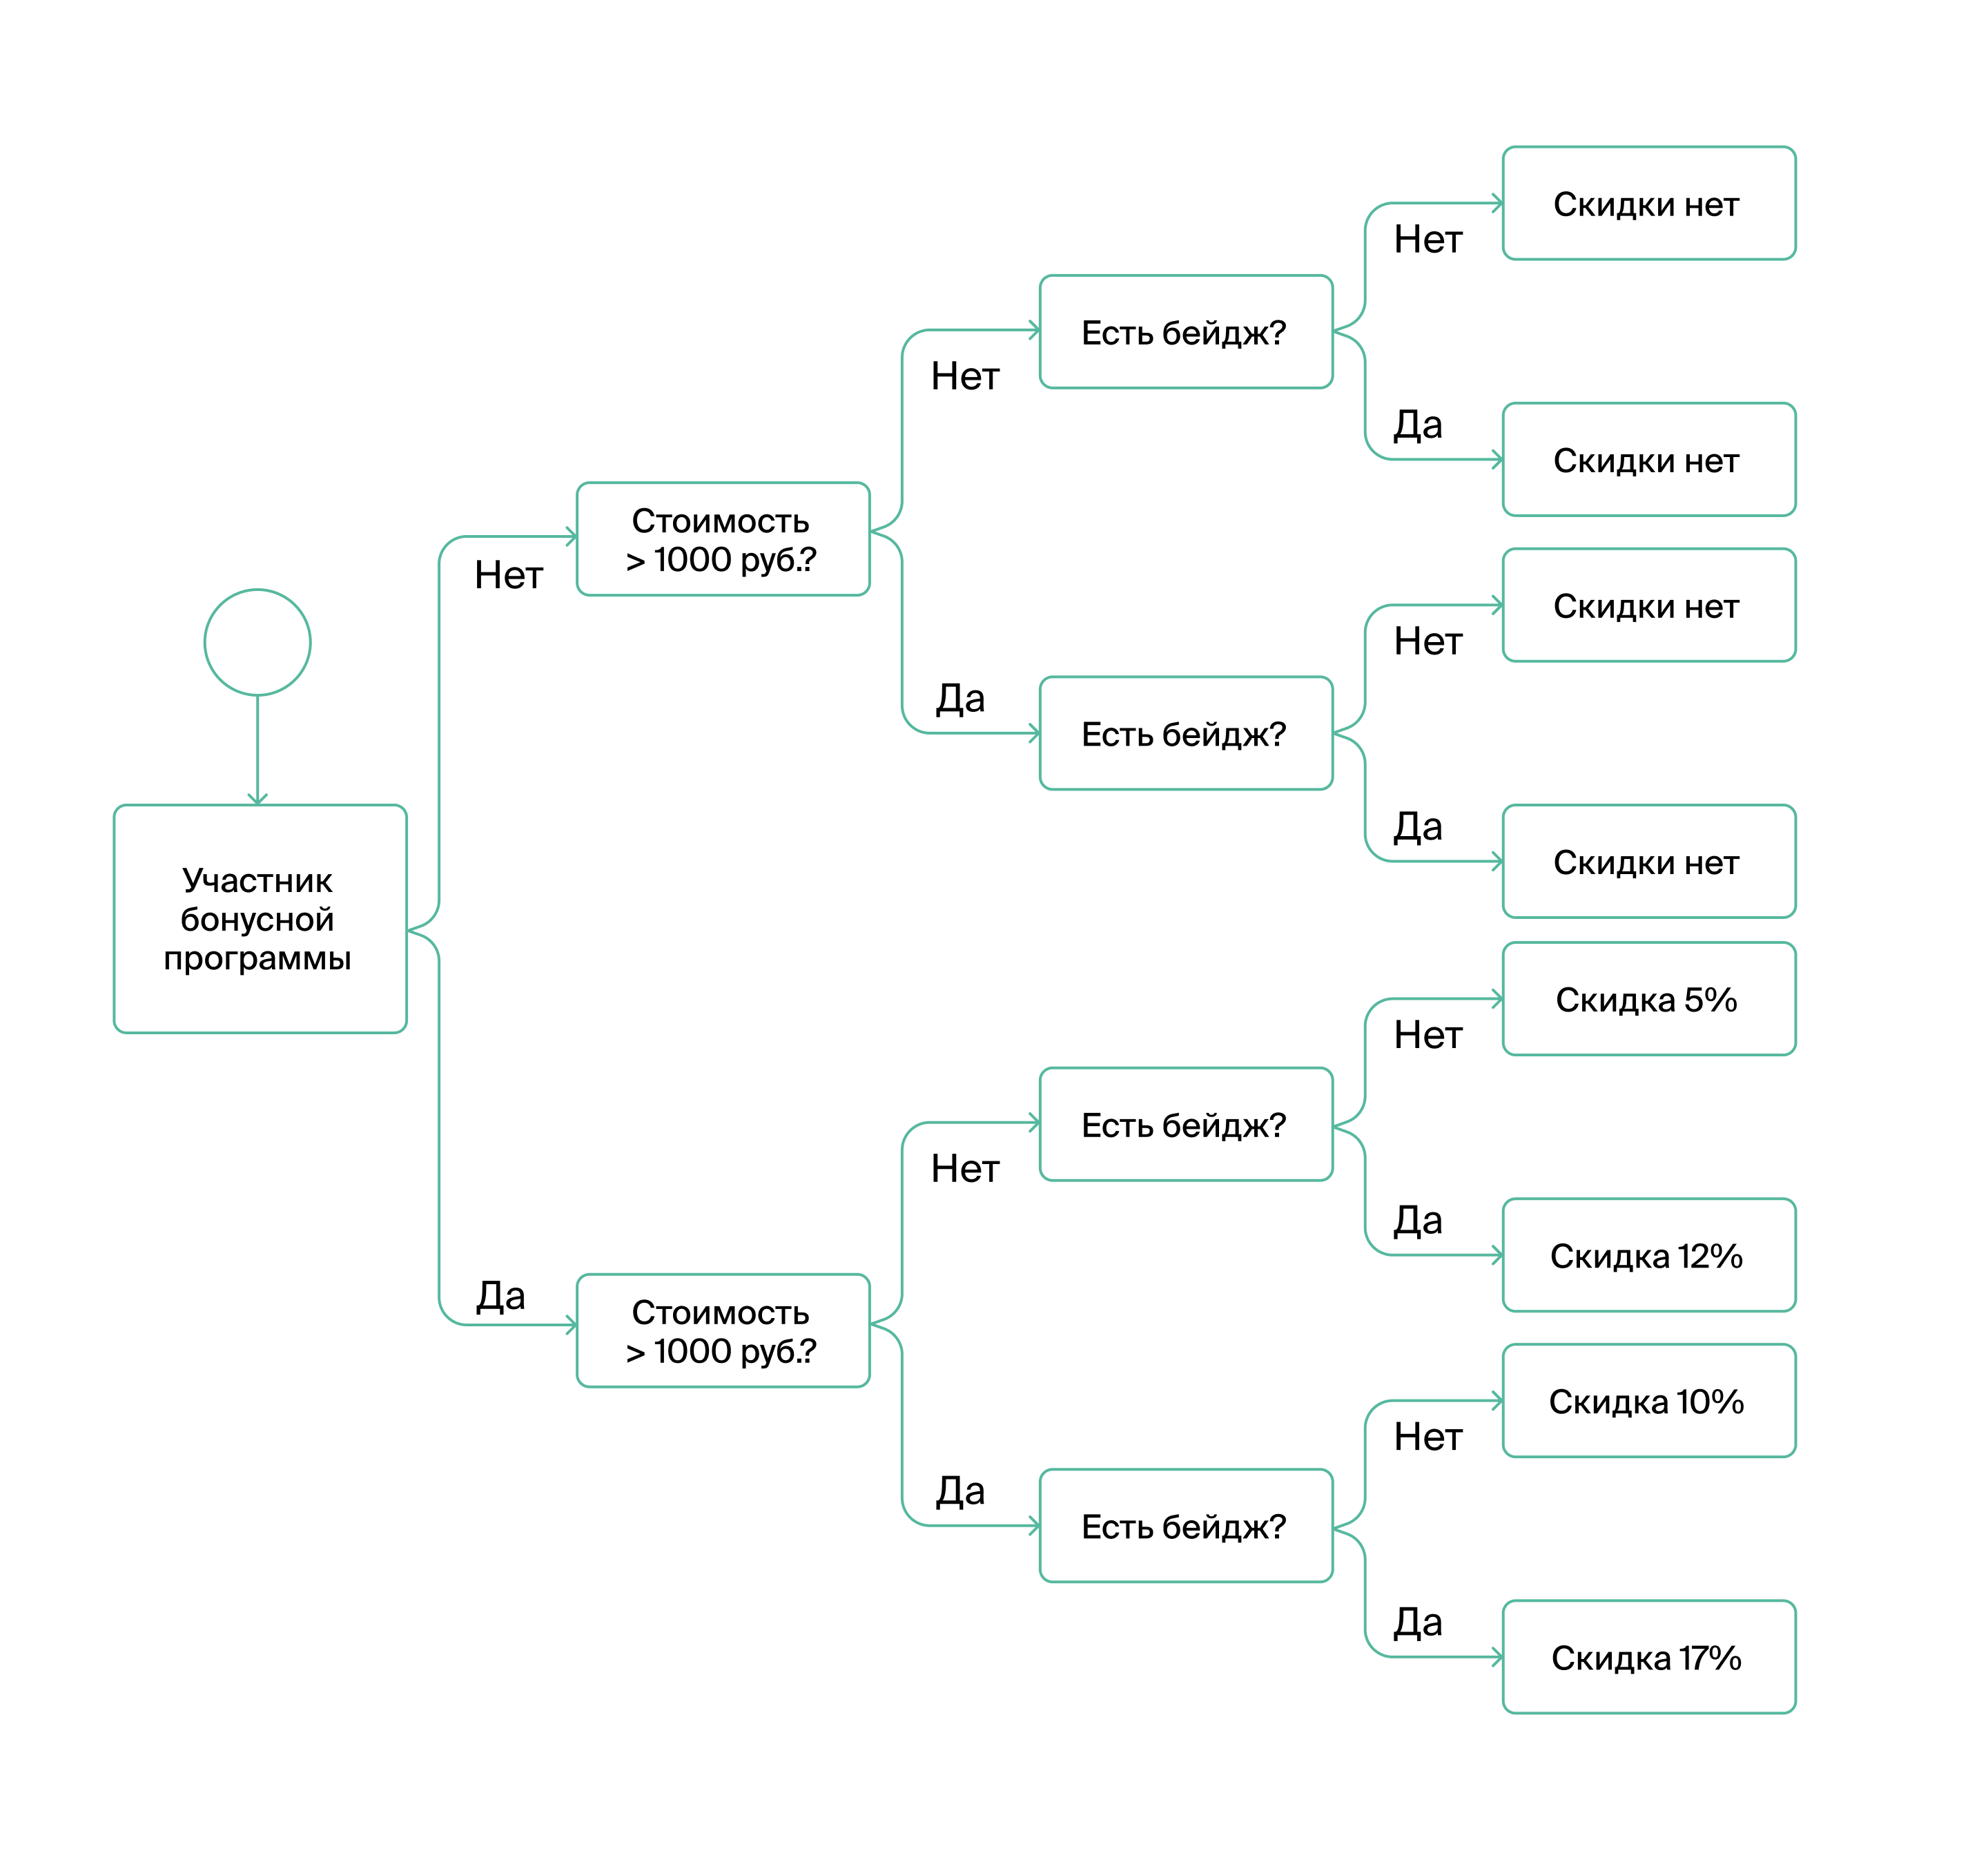 Участник
бонусной
программы
Нет
Да
Стоимость
> 1000 руб.?
Нет
Да
Есть бейдж?
Нет
Скидки нет
Да
Скидки нет
Есть бейдж?
Нет
Скидки нет
Да
Скидки нет
Стоимость
> 1000 руб.?
Нет
Да
Есть бейдж?
Нет
Скидка 5%
Да
Скидка 12%
Есть бейдж?
Нет
Скидка 10%
Да
Скидка 17%